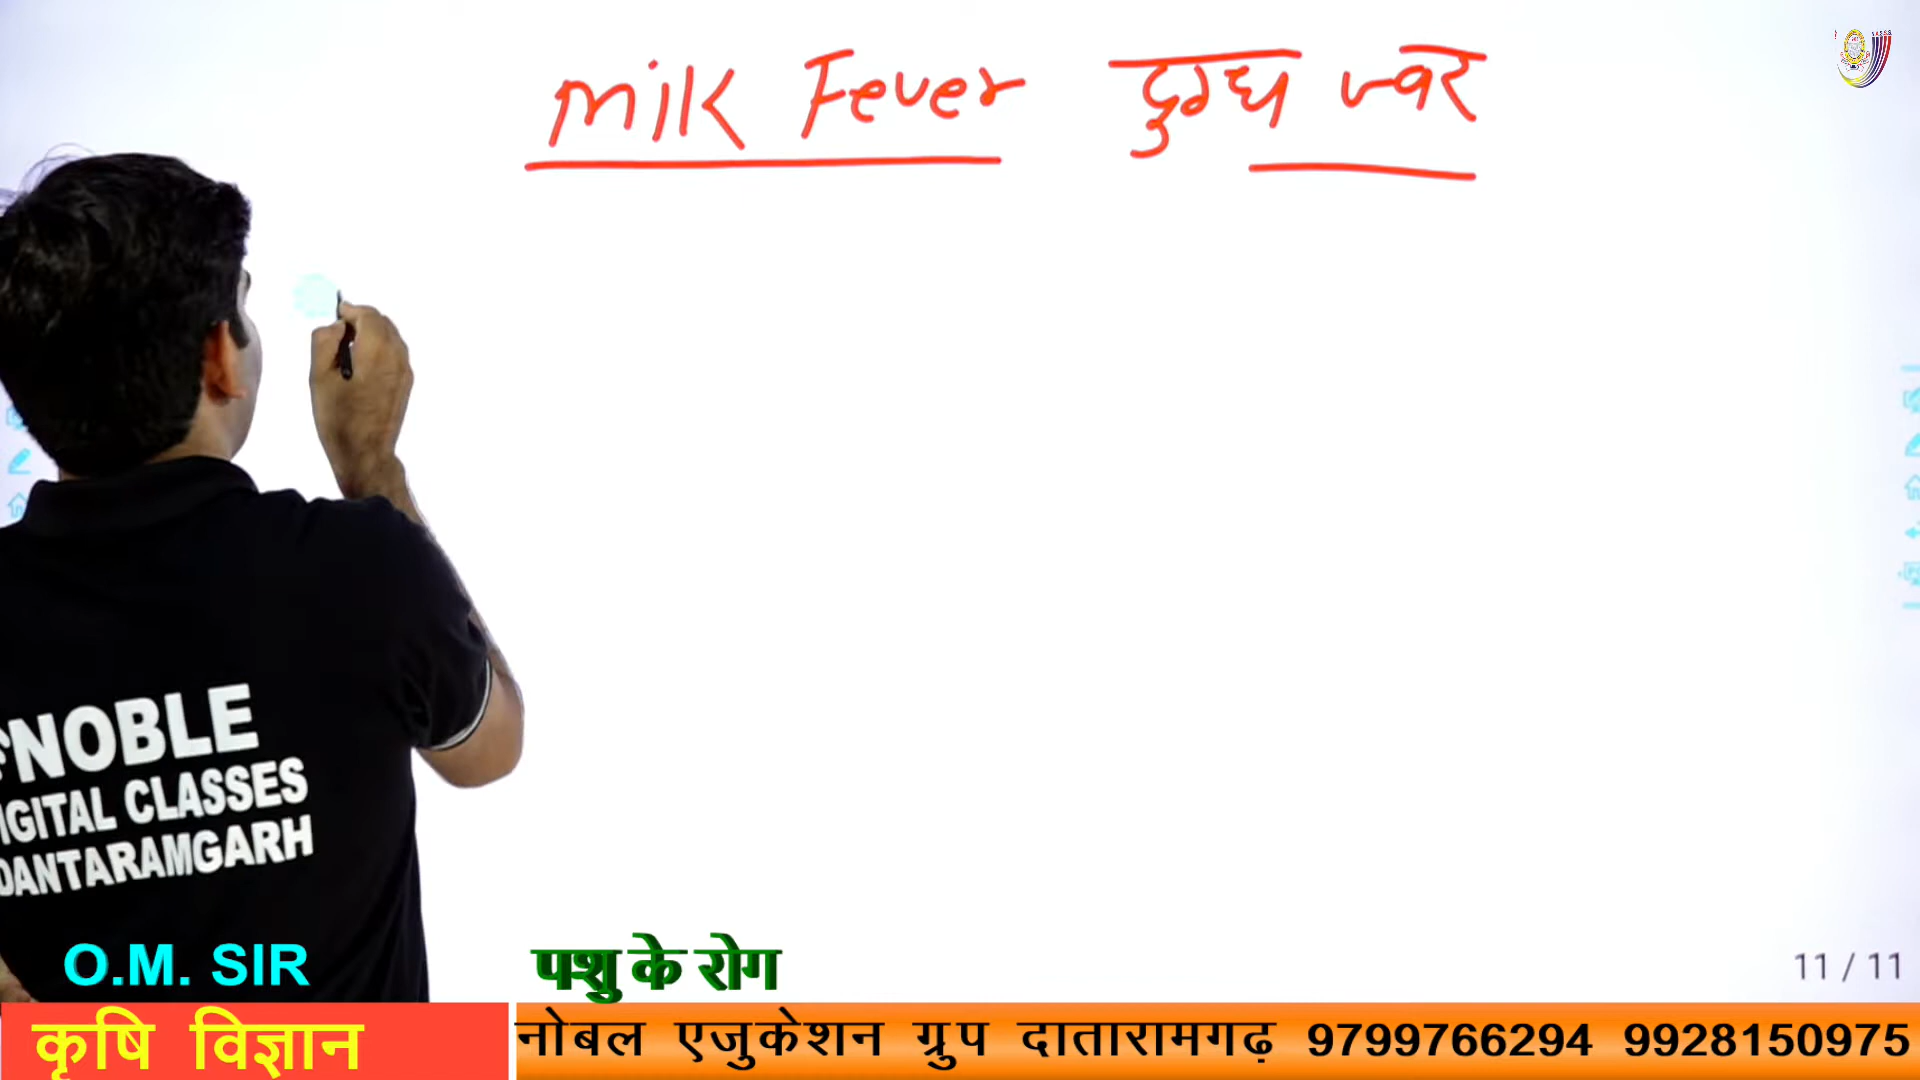 Milk Fever दुग्ध ज्वर
NOBLE
IGITAL CLASSES
DANTARAMGARH
O.M. SIR
पशु के रोग
11 / 11
कृषि विज्ञान
नोबल एजुकेशन ग्रुप दातारामगढ़ 9799766294 9928150975